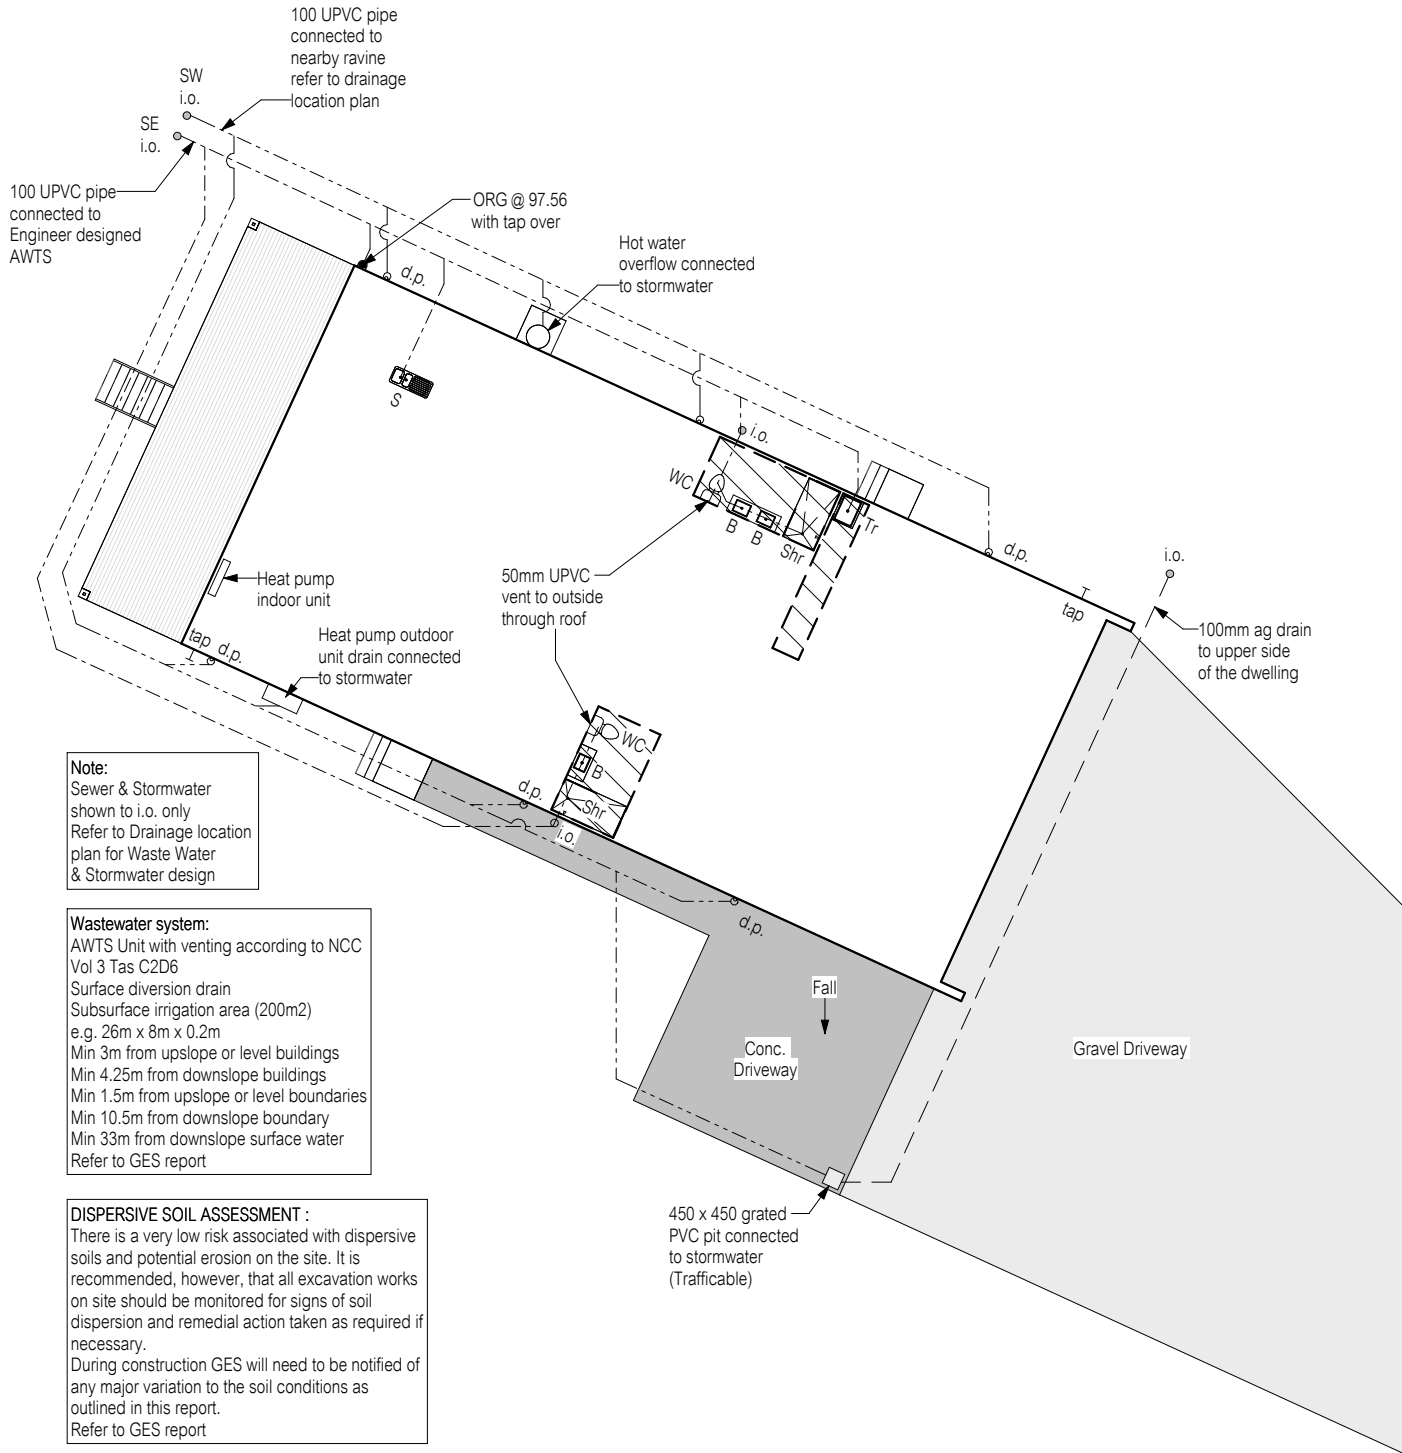 100 UPVC pipe
connected to
nearby ravine
refer to drainage
location plan
SW
i.o.
SE
i.o.
100 UPVC pipe
connected to
Engineer designed
AWTS
ORG @ 97.56
with tap over
d.p.
Hot water
overflow connected
to stormwater
S
i.o.
WC
B
B
Shr
Tr
d.p.
i.o.
tap
100mm ag drain
to upper side
of the dwelling
50mm UPVC
vent to outside
through roof
Heat pump
indoor unit
tap
d.p.
Heat pump outdoor
unit drain connected
to stormwater
WC
B
Shr
d.p.
i.o.
d.p.
Note:
Sewer & Stormwater
shown to i.o. only
Refer to Drainage location
plan for Waste Water
& Stormwater design
Wastewater system:
AWTS Unit with venting according to NCC
Vol 3 Tas C2D6
Surface diversion drain
Subsurface irrigation area (200m2)
e.g. 26m x 8m x 0.2m
Min 3m from upslope or level buildings
Min 4.25m from downslope buildings
Min 1.5m from upslope or level boundaries
Min 10.5m from downslope boundary
Min 33m from downslope surface water
Refer to GES report
Fall
Conc.
Driveway
Gravel Driveway
450 x 450 grated
PVC pit connected
to stormwater
(Trafficable)
DISPERSIVE SOIL ASSESSMENT :
There is a very low risk associated with dispersive
soils and potential erosion on the site. It is
recommended, however, that all excavation works
on site should be monitored for signs of soil
dispersion and remedial action taken as required if
necessary.
During construction GES will need to be notified of
any major variation to the soil conditions as
outlined in this report.
Refer to GES report